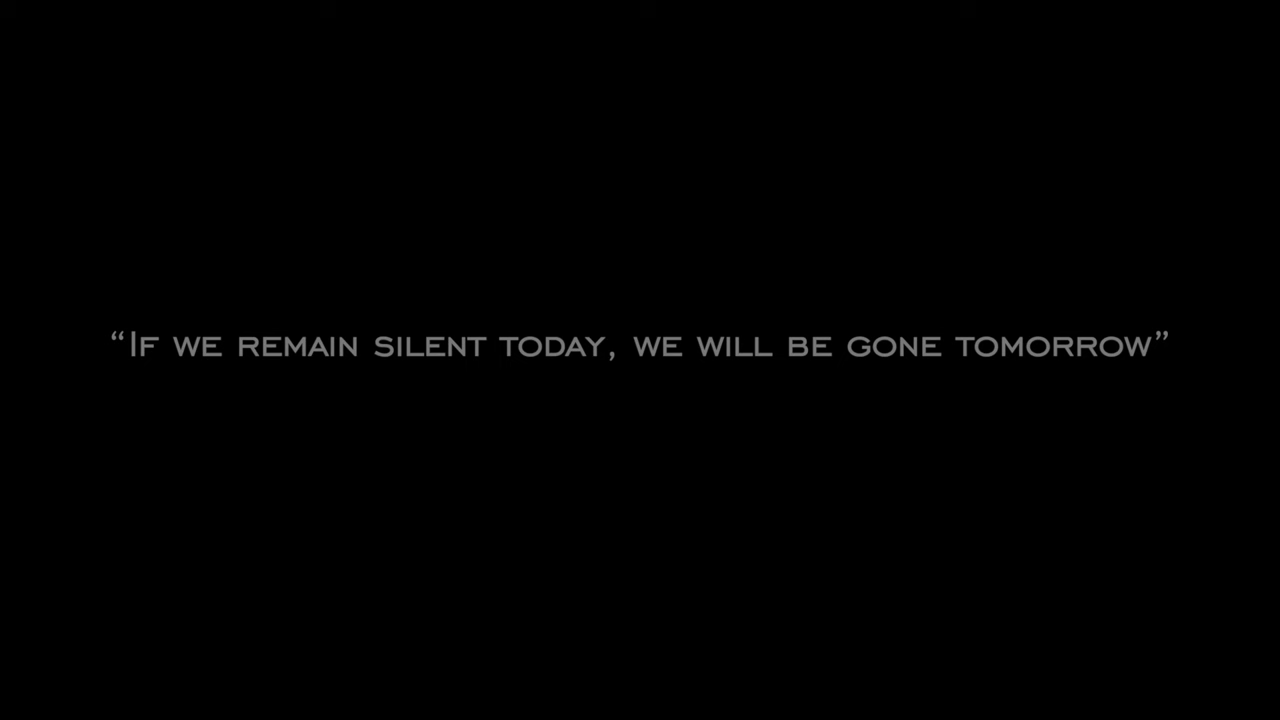 “If we remain silent today, we will be gone tomorrow”